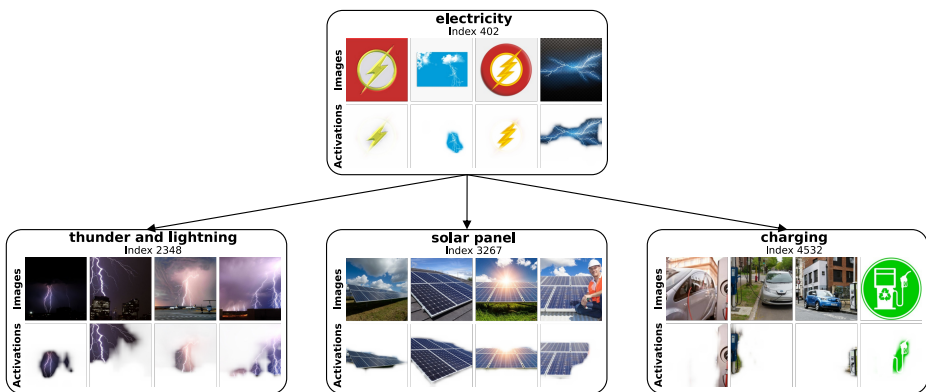 electricity
Index 402
Images
Activations
thunder and lightning
Index 2348
Images
Activations
solar panel
Index 3267
Images
Activations
charging
Index 4532
Images
Activations